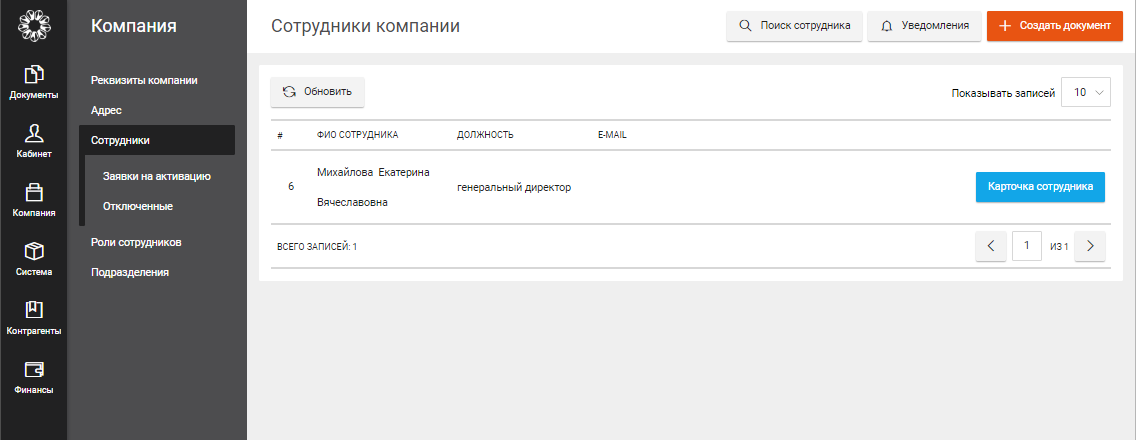 Компания
Сотрудники компании
Поиск сотрудника
Уведомления
Создать документ
Документы
Кабинет
Компания
Система
Контрагенты
Финансы
Реквизиты компании
Адрес
Сотрудники
Заявки на активацию
Отключенные
Роли сотрудников
Подразделения
Обновить
Показывать записей 10
# ФИО СОТРУДНИКА ДОЛЖНОСТЬ E-MAIL
Михайлова Екатерина
6 генеральный директор Карточка сотрудника
Вячеславовна
ВСЕГО ЗАПИСЕЙ: 1
1 ИЗ 1